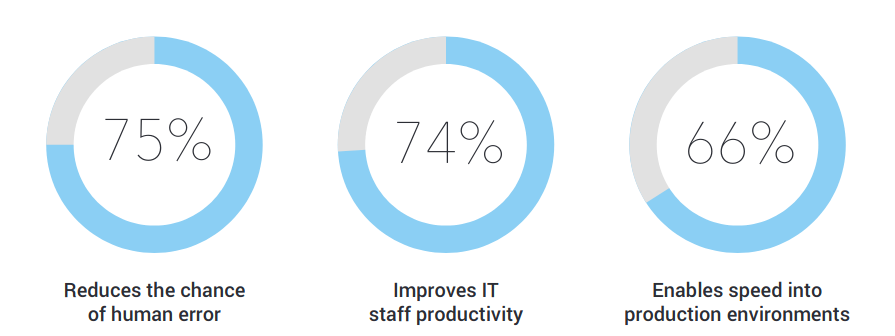 75%
74%
66%
Reduces the chance
of human error
Improves IT
staff productivity
Enables speed into
production environments